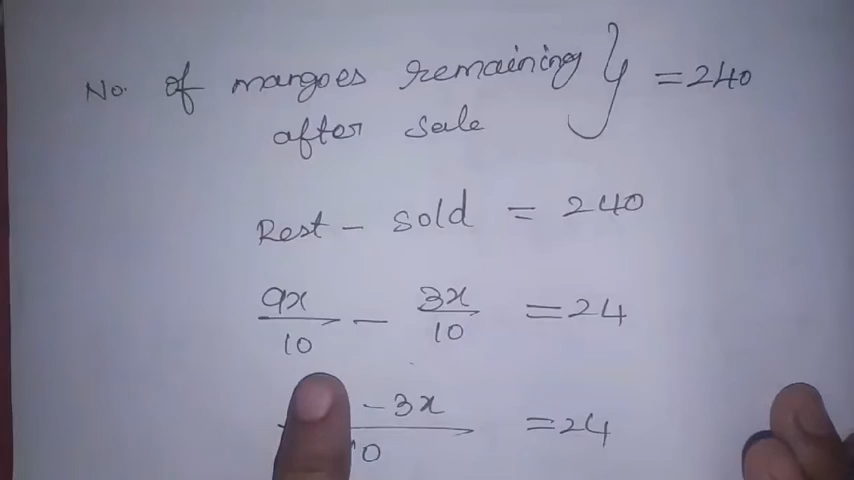 No. of mangoes remaining } = 240
after sale
Rest - sold = 240
9x/10 - 3x/10 = 24
- 3x/10 = 24